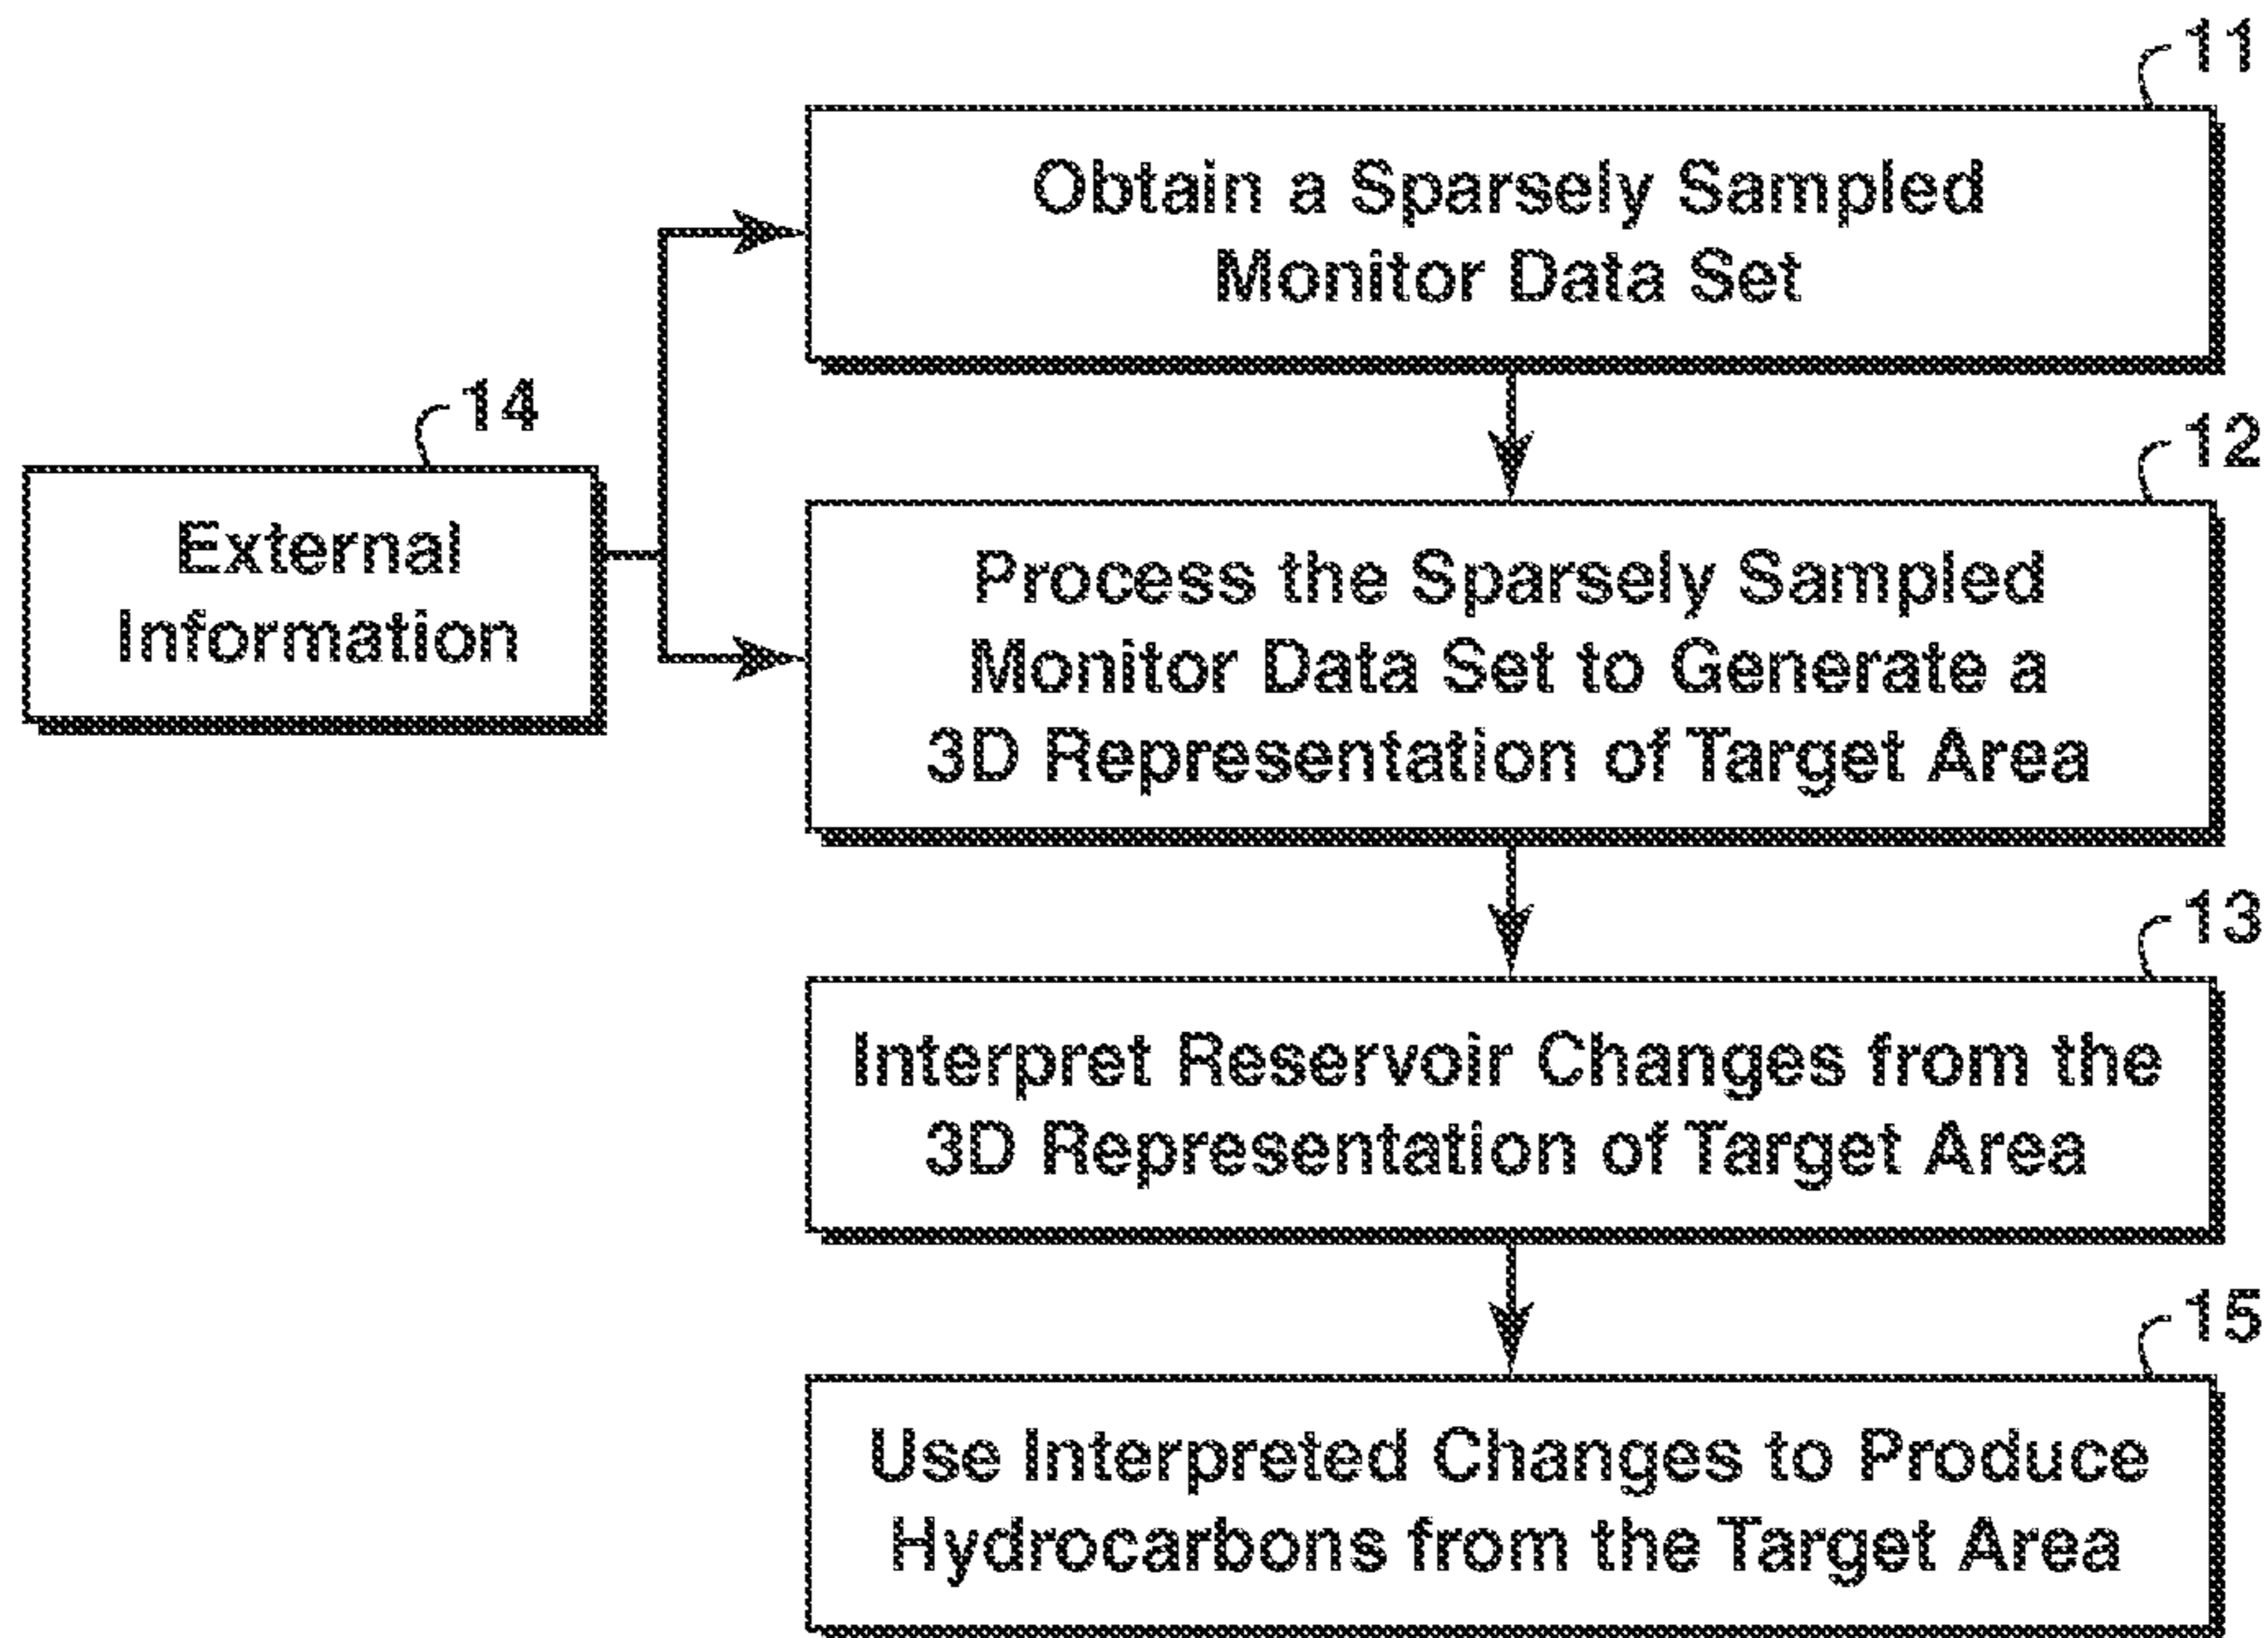 11
Obtain a Sparsely Sampled
Monitor Data Set
14
External
Information
12
Process the Sparsely Sampled
Monitor Data Set to Generate a
3D Representation of Target Area
13
Interpret Reservoir Changes from the
3D Representation of Target Area
15
Use Interpreted Changes to Produce
Hydrocarbons from the Target Area